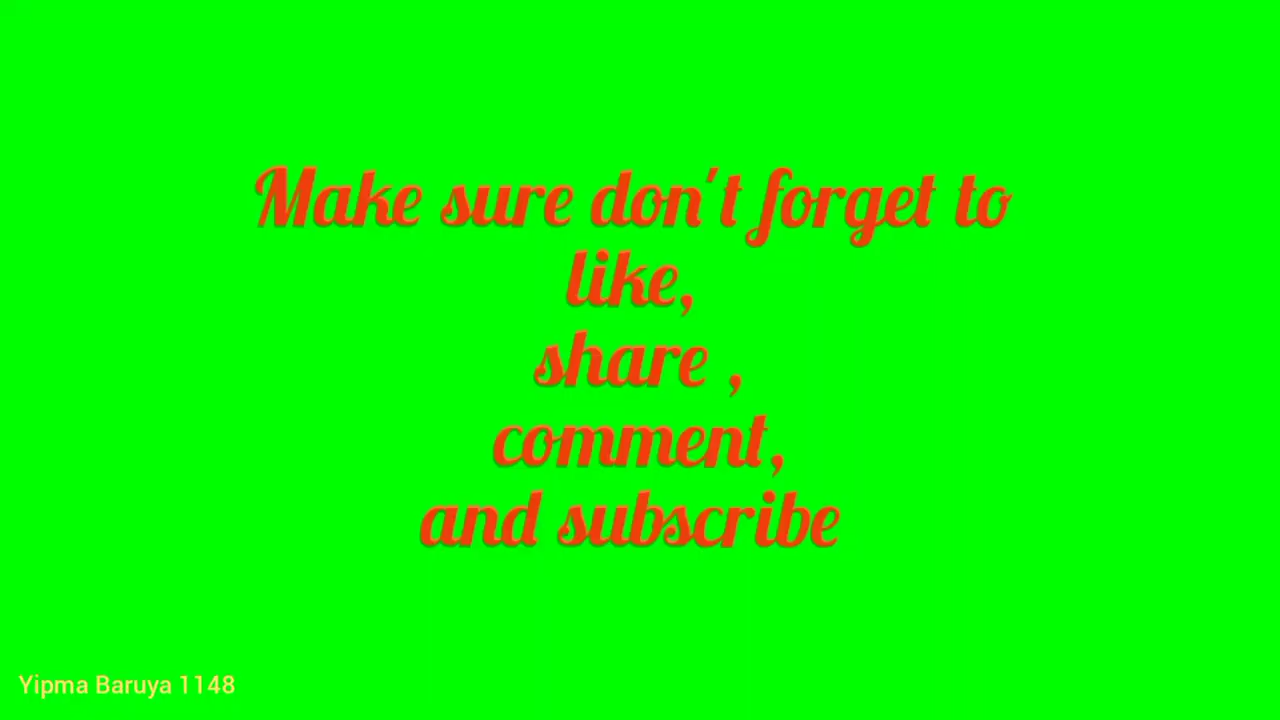 Make sure don't forget to
like,
share ,
comment,
and subscribe
Yipma Baruya 1148